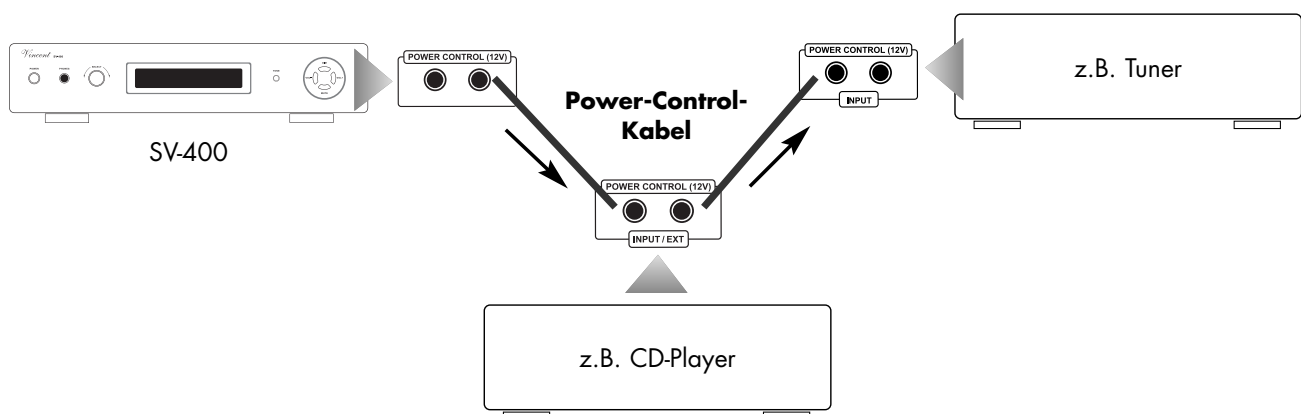 Vincent
POWER CONTROL (12V)
SV-400
Power-Control-
Kabel
POWER CONTROL (12V)
INPUT / EXT
POWER CONTROL (12V)
INPUT
z.B. Tuner
z.B. CD-Player